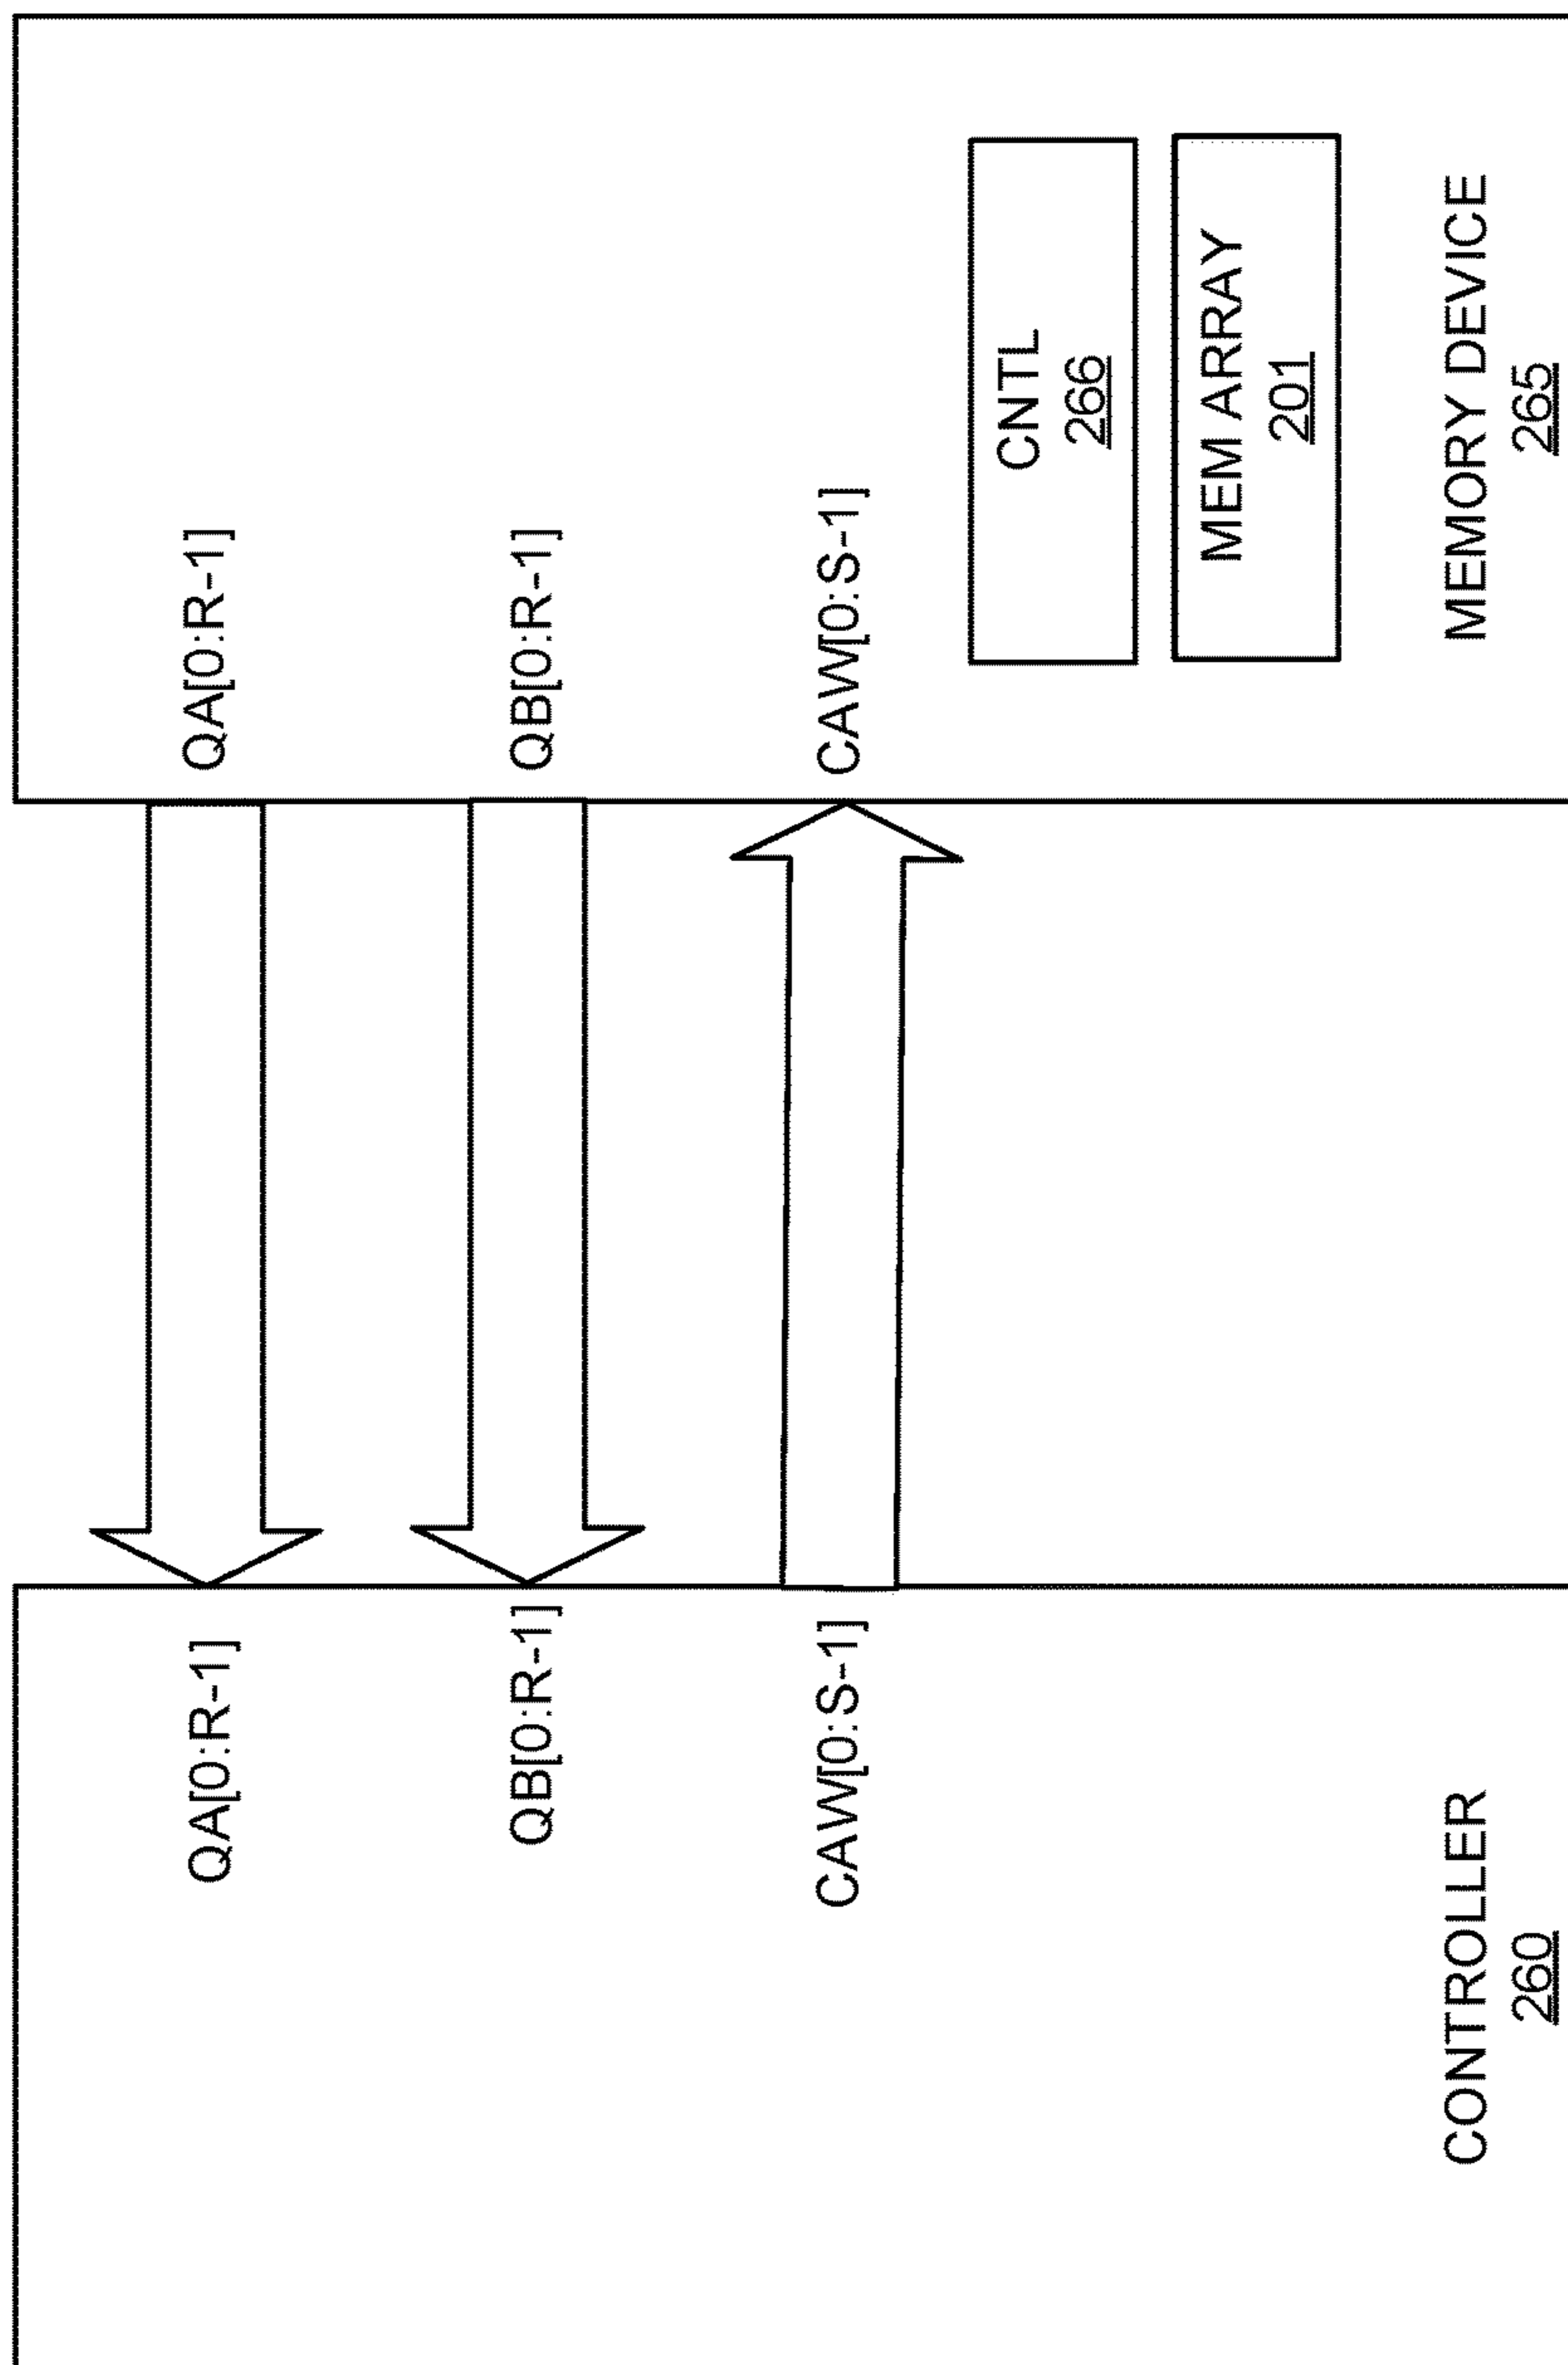 QA[0:R-1]
QA[0:R-1]
QB[0:R-1]
QB[0:R-1]
CAW[0:S-1]
CAW[0:S-1]
CNTL
266
MEM ARRAY
201
CONTROLLER
260
MEMORY DEVICE
265